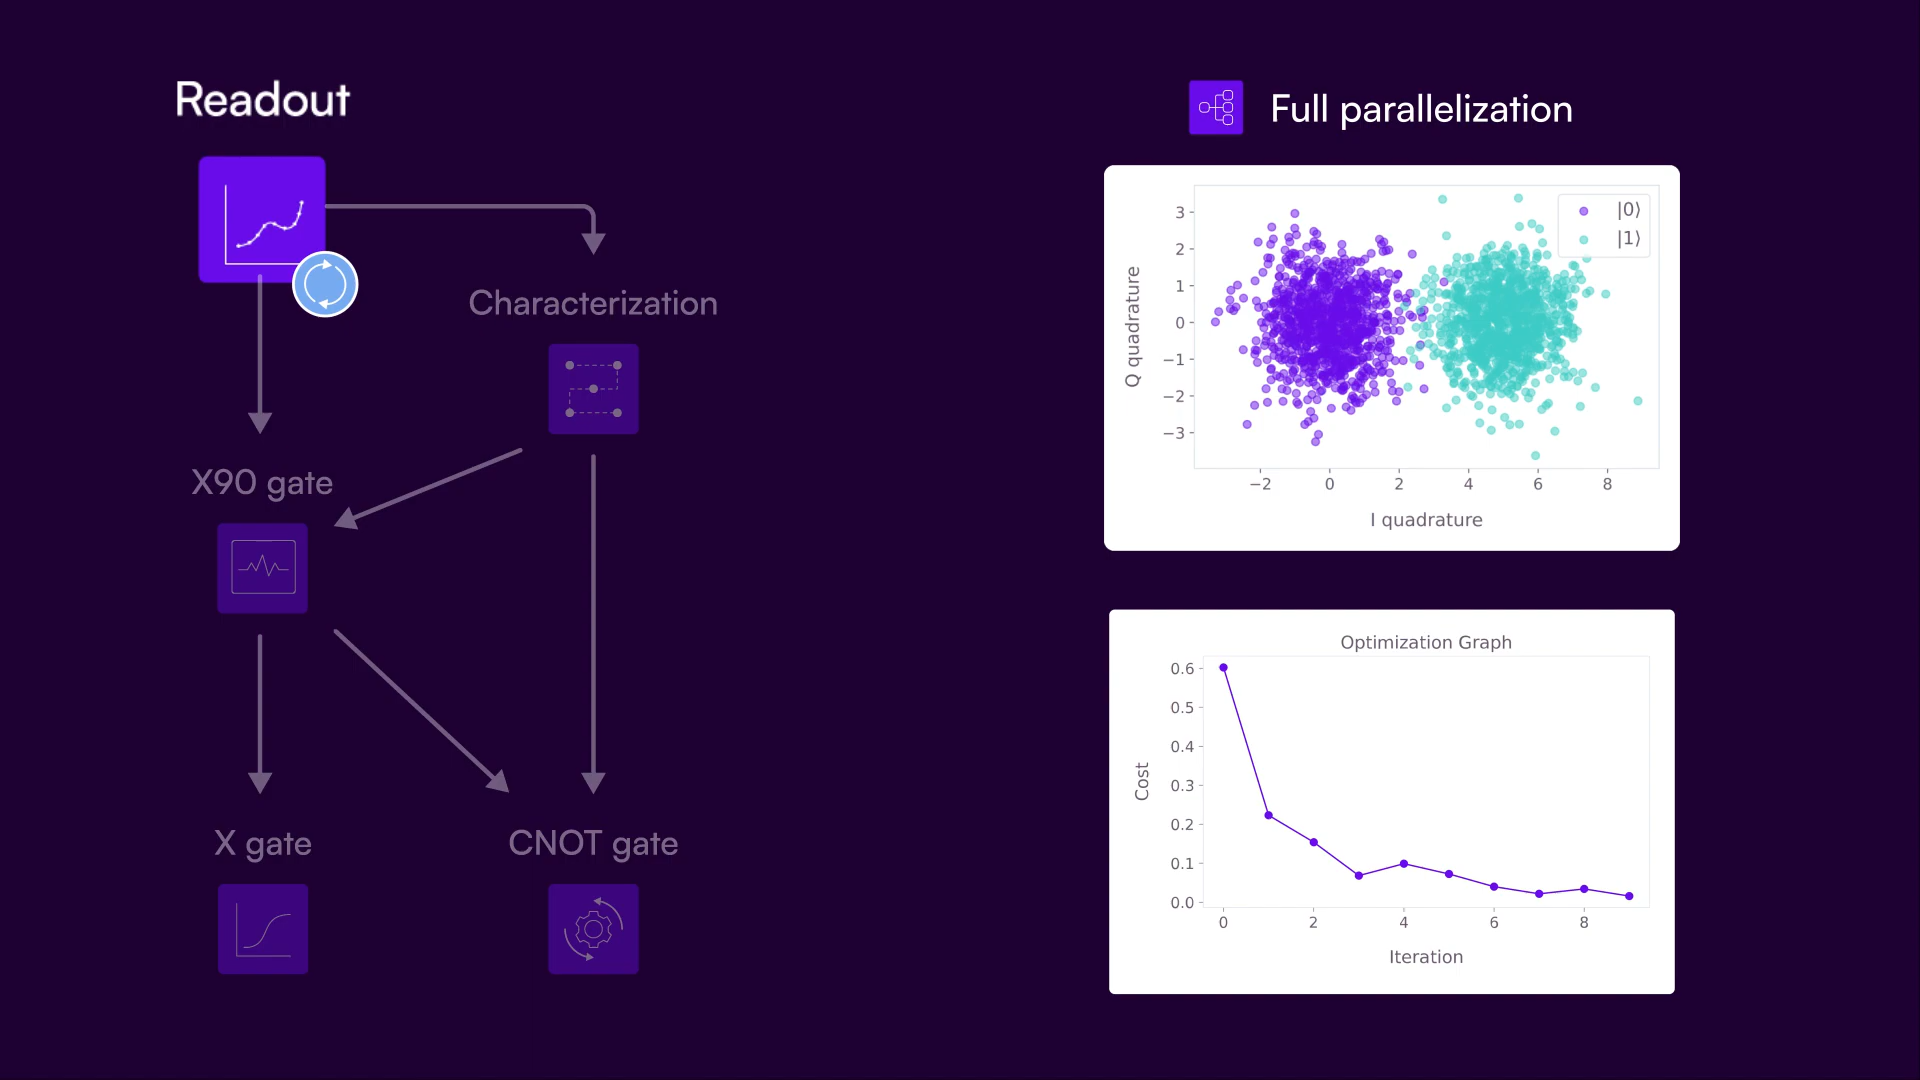 Readout
Characterization
X90 gate
X gate
CNOT gate
Full parallelization
|0⟩
|1⟩
3
2
1
0
−1
−2
−3
Q quadrature
−2 0 2 4 6 8
I quadrature
Optimization Graph
0.6
0.5
0.4
0.3
0.2
0.1
0.0
Cost
0 2 4 6 8
Iteration